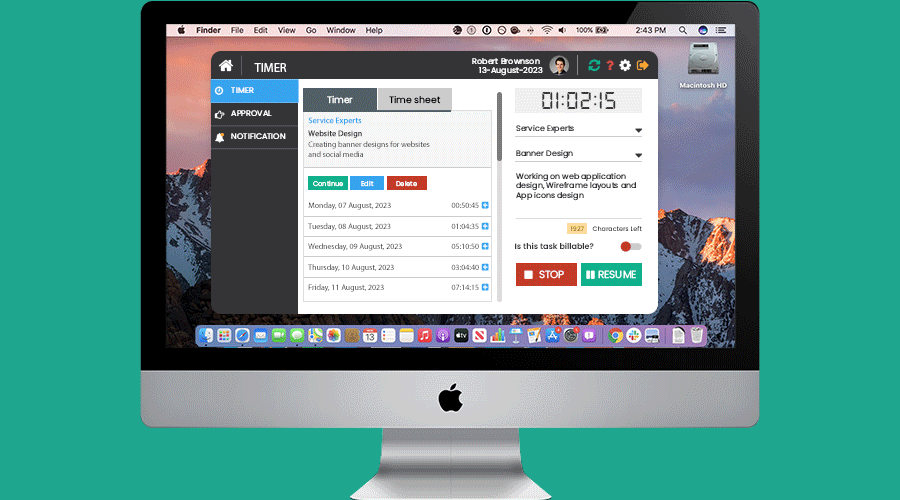 Finder File Edit View Go Window Help 100% 2:43 PM
Macintosh HD
TIMER
Robert Brownson
13-August-2023
TIMER
APPROVAL
NOTIFICATION
Timer Time sheet
Service Experts
Website Design
Creating banner designs for websites
and social media
Continue Edit Delete
Monday, 07 August, 2023 00:50:45
Tuesday, 08 August, 2023 01:04:35
Wednesday, 09 August, 2023 05:10:50
Thursday, 10 August, 2023 03:04:40
Friday, 11 August, 2023 07:14:15
01:02:15
Service Experts
Banner Design
Working on web application
design, Wireframe layouts and
App icons design
1927 Characters Left
Is this task billable?
STOP RESUME
tv
13